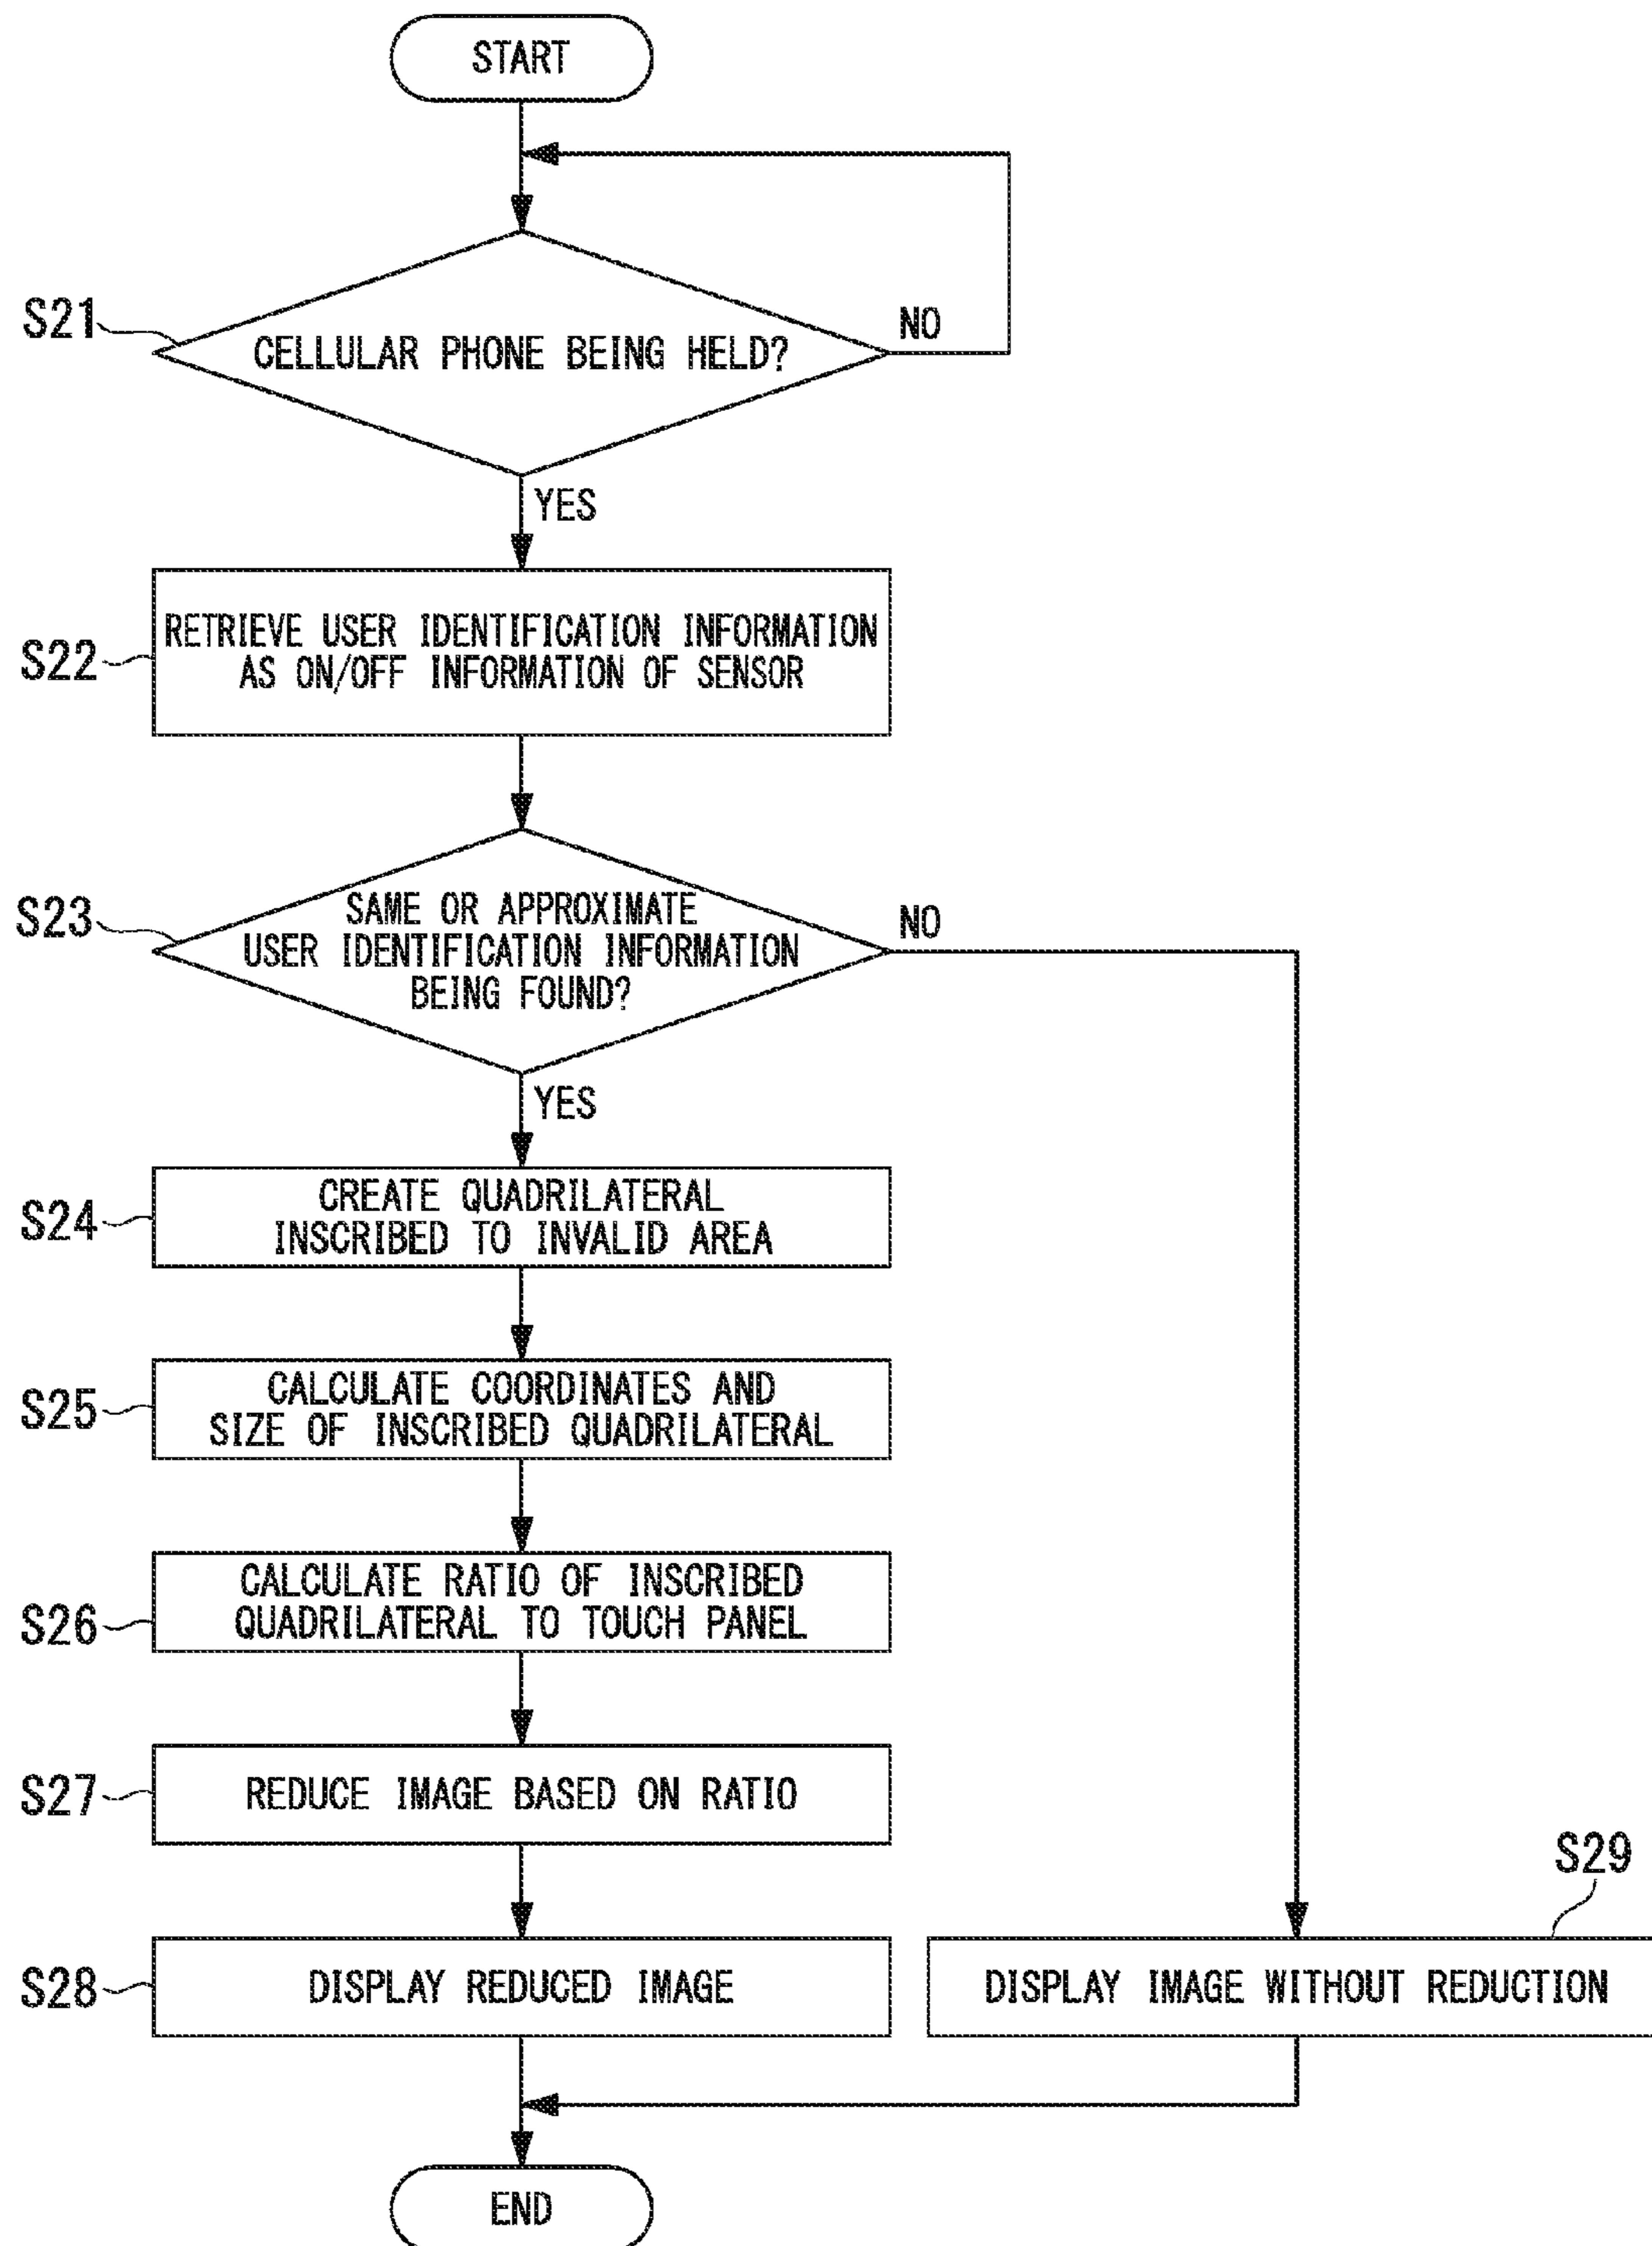 START
S21
CELLULAR PHONE BEING HELD?
NO
YES
S22
RETRIEVE USER IDENTIFICATION INFORMATION
AS ON/OFF INFORMATION OF SENSOR
S23
SAME OR APPROXIMATE
USER IDENTIFICATION INFORMATION
BEING FOUND?
NO
YES
S24
CREATE QUADRILATERAL
INSCRIBED TO INVALID AREA
S25
CALCULATE COORDINATES AND
SIZE OF INSCRIBED QUADRILATERAL
S26
CALCULATE RATIO OF INSCRIBED
QUADRILATERAL TO TOUCH PANEL
S27
REDUCE IMAGE BASED ON RATIO
S28
DISPLAY REDUCED IMAGE
S29
DISPLAY IMAGE WITHOUT REDUCTION
END